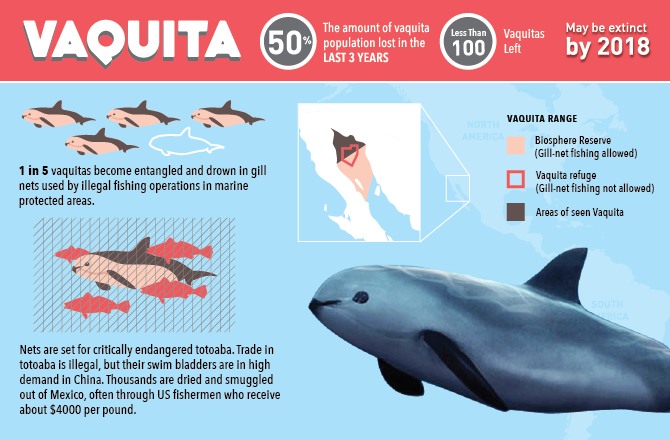 VAQUITA
50%
The amount of vaquita
population lost in the
LAST 3 YEARS
Less Than
100
Vaquitas
Left
May be extinct
by 2018
1 in 5 vaquitas become entangled and drown in gill
nets used by illegal fishing operations in marine
protected areas.
Nets are set for critically endangered totoaba. Trade in
totoaba is illegal, but their swim bladders are in high
demand in China. Thousands are dried and smuggled
out of Mexico, often through US fishermen who receive
about $4000 per pound.
NORTH
AMERICA
VAQUITA RANGE
Biosphere Reserve
(Gill-net fishing allowed)
Vaquita refuge
(Gill-net fishing not allowed)
Areas of seen Vaquita
SOUTH
AMERICA